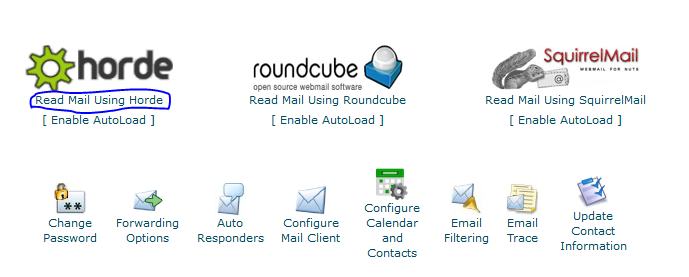 horde
Read Mail Using Horde
[ Enable AutoLoad ]
roundcube
open source webmail software
Read Mail Using Roundcube
[ Enable AutoLoad ]
SquirrelMail
WEBMAIL FOR NUTS
@
Read Mail Using SquirrelMail
[ Enable AutoLoad ]
**
Change
Password
Forwarding
Options
Auto
Responders
Configure
Mail Client
Configure
Calendar
and
Contacts
Email
Filtering
Email
Trace
Update
Contact
Information